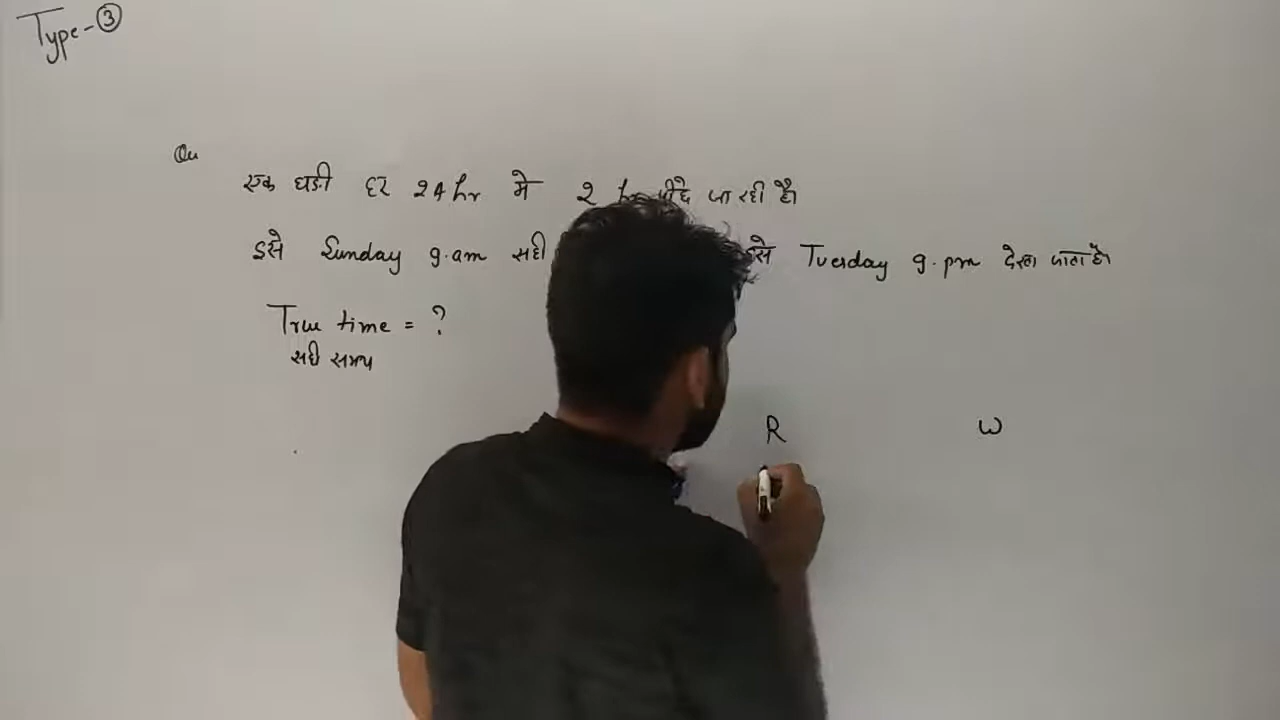 Type-③
Qu
एक घडी हर 24 hr मे 2 hr पीछे जा रही है।
इसे Sunday 9.am सही इसे Tuesday 9.pm देखा जाता है।
True time = ?
सही समय
R W